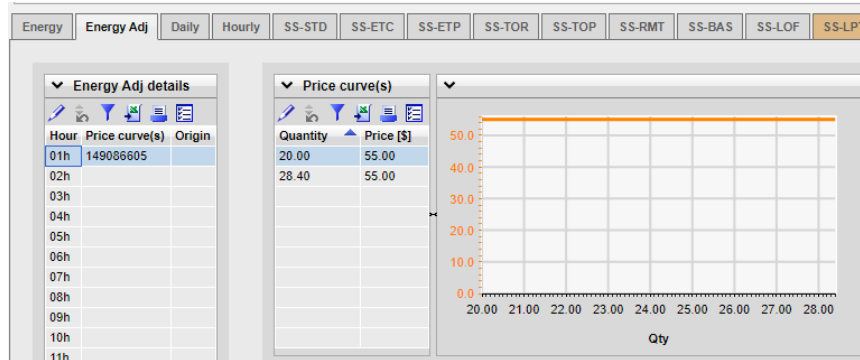 Energy Energy Adj Daily Hourly SS-STD SS-ETC SS-ETP SS-TOR SS-TOP SS-RMT SS-BAS SS-LOF SS-LPT
Energy Adj details
Hour Price curve(s) Origin
01h 149086605
02h
03h
04h
05h
06h
07h
08h
09h
10h
11h
Price curve(s)
Quantity Price [$]
20.00 55.00
28.40 55.00
50.0
40.0
30.0
20.0
10.0
0.0
20.00 21.00 22.00 23.00 24.00 25.00 26.00 27.00 28.00
Qty